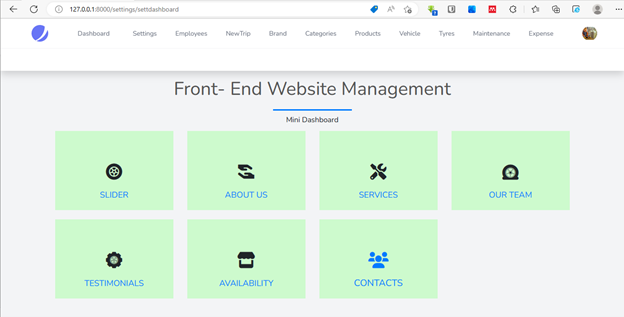 127.0.0.1:8000/settings/settdashboard
Dashboard Settings Employees NewTrip Brand Categories Products Vehicle Tyres Maintenance Expense
Front- End Website Management
Mini Dashboard
SLIDER ABOUT US SERVICES OUR TEAM
TESTIMONIALS AVAILABILITY CONTACTS